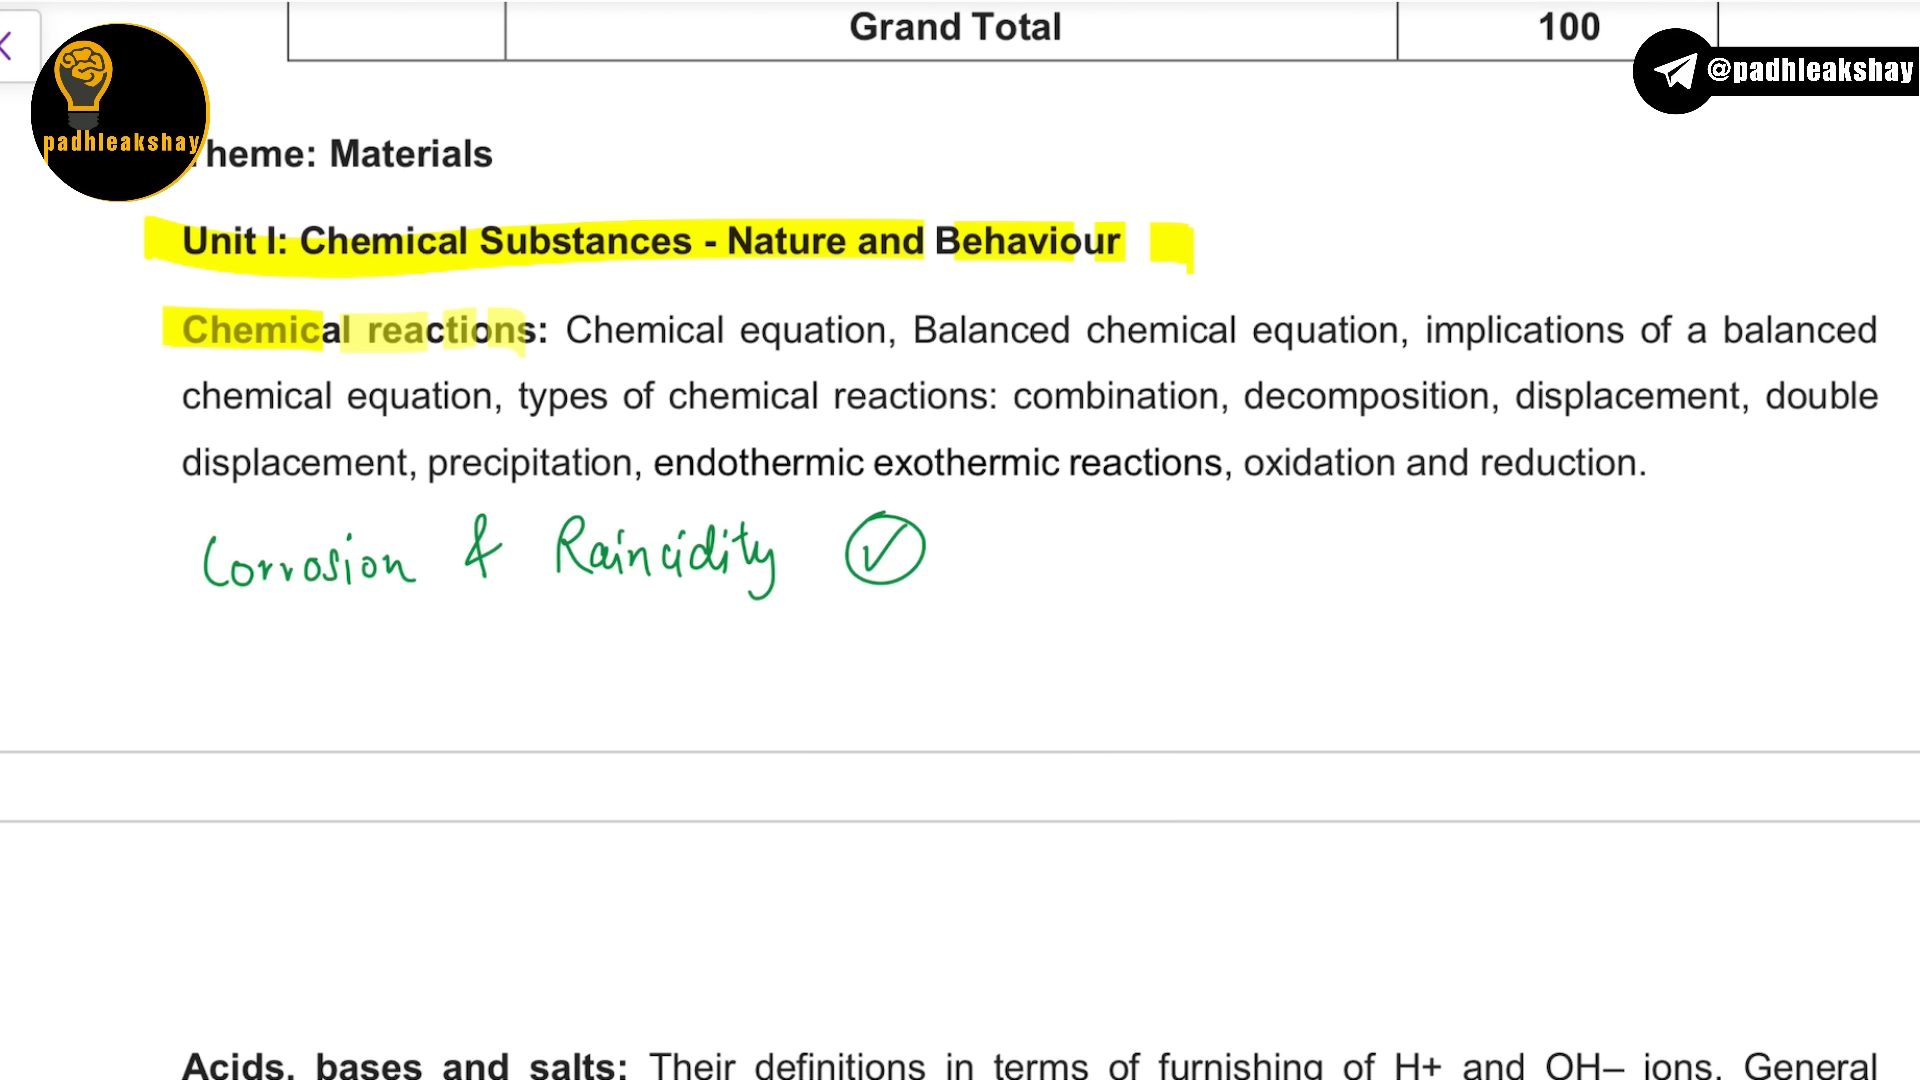 Grand Total 100
@padhleakshay
padhleakshay
heme: Materials
Unit I: Chemical Substances - Nature and Behaviour
Chemical reactions: Chemical equation, Balanced chemical equation, implications of a balanced
chemical equation, types of chemical reactions: combination, decomposition, displacement, double
displacement, precipitation, endothermic exothermic reactions, oxidation and reduction.
Corrosion & Raincidity
Acids, bases and salts: Their definitions in terms of furnishing of H+ and OH– ions, General